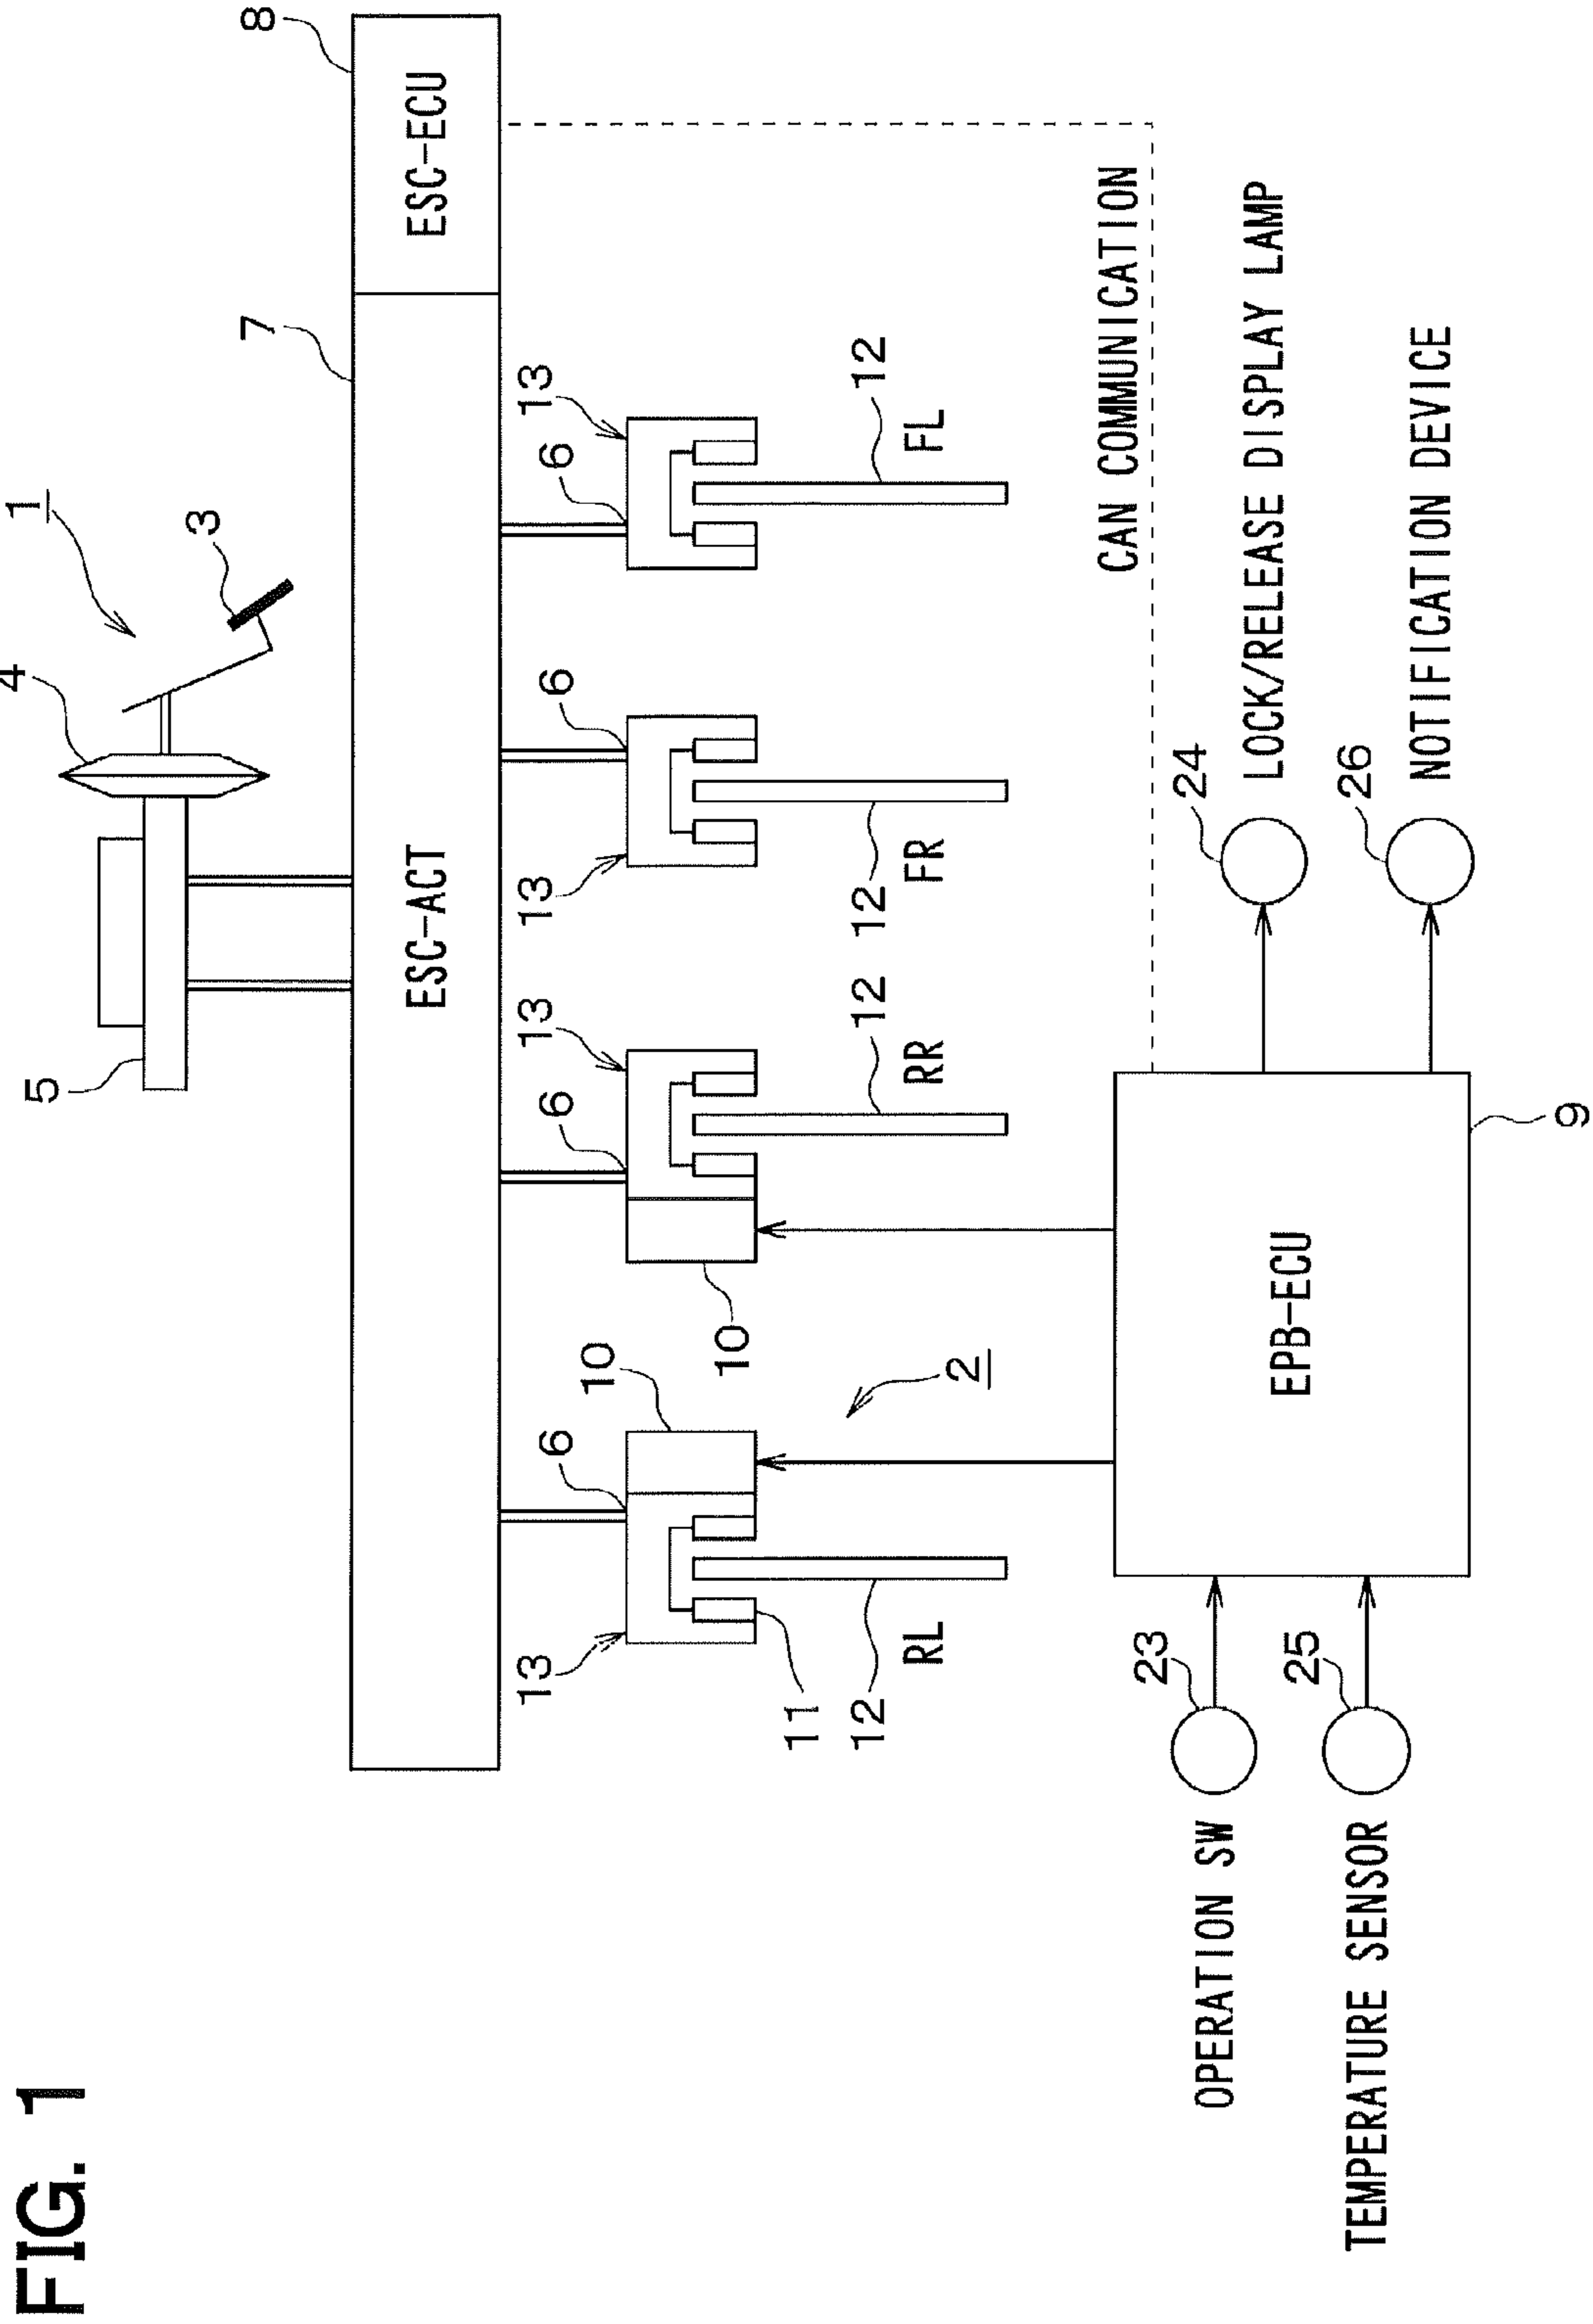 FIG. 1
1
4
3
5
7
8
ESC-ACT
ESC-ECU
13
6
10
6
13
13
6
6
13
11
12
RL
10
2
12
RR
12
FR
12
FL
CAN COMMUNICATION
OPERATION SW
23
TEMPERATURE SENSOR
25
EPB-ECU
9
24
LOCK/RELEASE DISPLAY LAMP
26
NOTIFICATION DEVICE